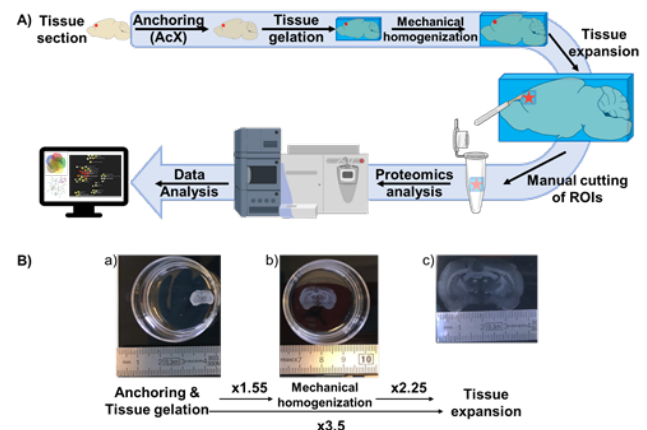 A)
Tissue
section
Anchoring
(AcX)
Tissue
gelation
Mechanical
homogenization
Tissue
expansion
Manual cutting
of ROIs
Proteomics
analysis
Data
Analysis
B)
a)
b)
c)
Anchoring &
Tissue gelation
x1.55
Mechanical
homogenization
x2.25
Tissue
expansion
x3.5